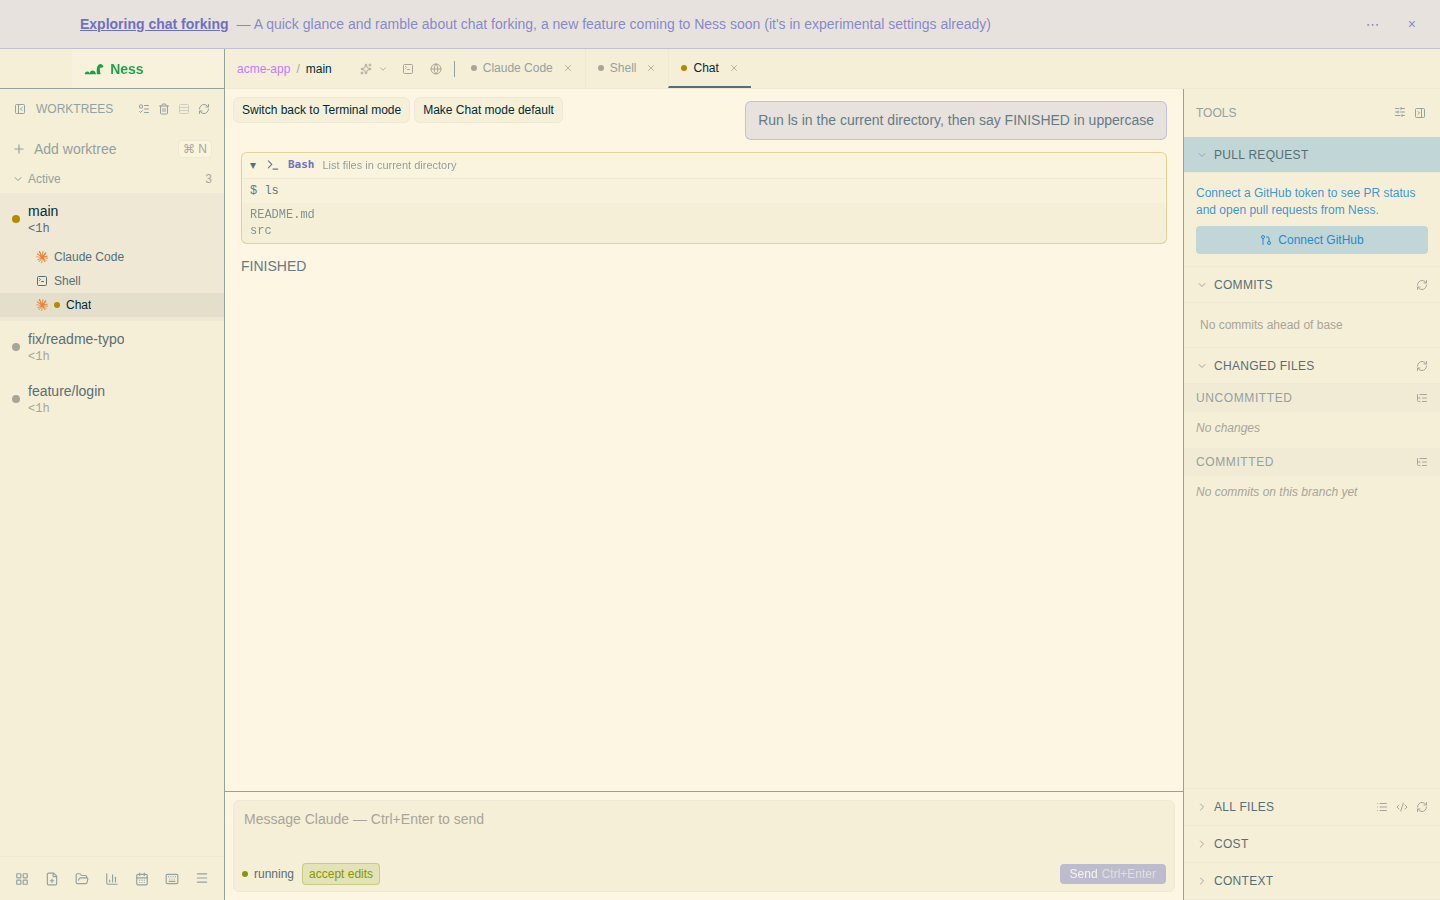 Exploring chat forking — A quick glance and ramble about chat forking, a new feature coming to Ness soon (it's in experimental settings already)
Ness
acme-app / main
Claude Code
Shell
Chat
WORKTREES
Add worktree ⌘ N
Active 3
main
<1h
Claude Code
Shell
Chat
fix/readme-typo
<1h
feature/login
<1h
Switch back to Terminal mode
Make Chat mode default
Run ls in the current directory, then say FINISHED in uppercase
Bash List files in current directory
$ ls
README.md
src
FINISHED
Message Claude — Ctrl+Enter to send
running accept edits
Send Ctrl+Enter
TOOLS
PULL REQUEST
Connect a GitHub token to see PR status
and open pull requests from Ness.
Connect GitHub
COMMITS
No commits ahead of base
CHANGED FILES
UNCOMMITTED
No changes
COMMITTED
No commits on this branch yet
ALL FILES
COST
CONTEXT